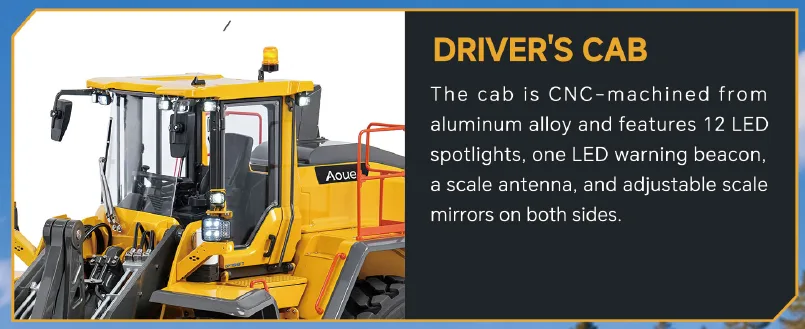 DRIVER'S CAB
The cab is CNC-machined from
aluminum alloy and features 12 LED
spotlights, one LED warning beacon,
a scale antenna, and adjustable scale
mirrors on both sides.
Aoue